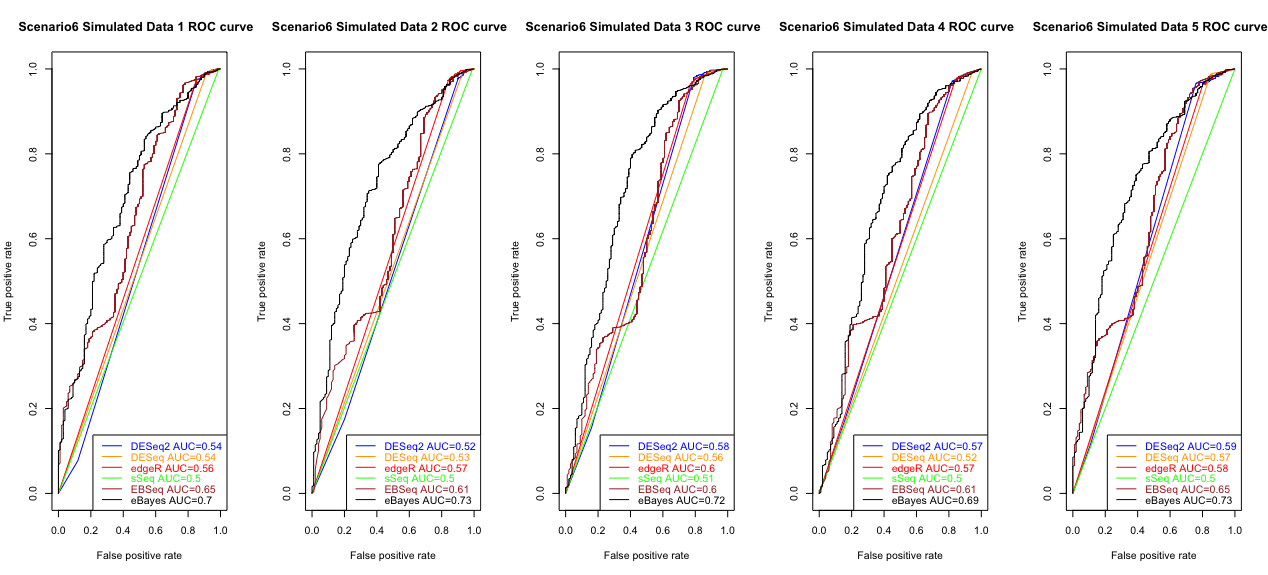 Scenario6 Simulated Data 1 ROC curve
True positive rate
1.0
0.8
0.6
0.4
0.2
0.0
DESeq2 AUC=0.54
DESeq AUC=0.54
edgeR AUC=0.56
sSeq AUC=0.5
EBSeq AUC=0.65
eBayes AUC=0.7
0.0 0.2 0.4 0.6 0.8 1.0
False positive rate
Scenario6 Simulated Data 2 ROC curve
True positive rate
1.0
0.8
0.6
0.4
0.2
0.0
DESeq2 AUC=0.52
DESeq AUC=0.53
edgeR AUC=0.57
sSeq AUC=0.5
EBSeq AUC=0.61
eBayes AUC=0.73
0.0 0.2 0.4 0.6 0.8 1.0
False positive rate
Scenario6 Simulated Data 3 ROC curve
True positive rate
1.0
0.8
0.6
0.4
0.2
0.0
DESeq2 AUC=0.58
DESeq AUC=0.56
edgeR AUC=0.6
sSeq AUC=0.51
EBSeq AUC=0.6
eBayes AUC=0.72
0.0 0.2 0.4 0.6 0.8 1.0
False positive rate
Scenario6 Simulated Data 4 ROC curve
True positive rate
1.0
0.8
0.6
0.4
0.2
0.0
DESeq2 AUC=0.57
DESeq AUC=0.52
edgeR AUC=0.57
sSeq AUC=0.5
EBSeq AUC=0.61
eBayes AUC=0.69
0.0 0.2 0.4 0.6 0.8 1.0
False positive rate
Scenario6 Simulated Data 5 ROC curve
True positive rate
1.0
0.8
0.6
0.4
0.2
0.0
DESeq2 AUC=0.59
DESeq AUC=0.57
edgeR AUC=0.58
sSeq AUC=0.5
EBSeq AUC=0.65
eBayes AUC=0.73
0.0 0.2 0.4 0.6 0.8 1.0
False positive rate